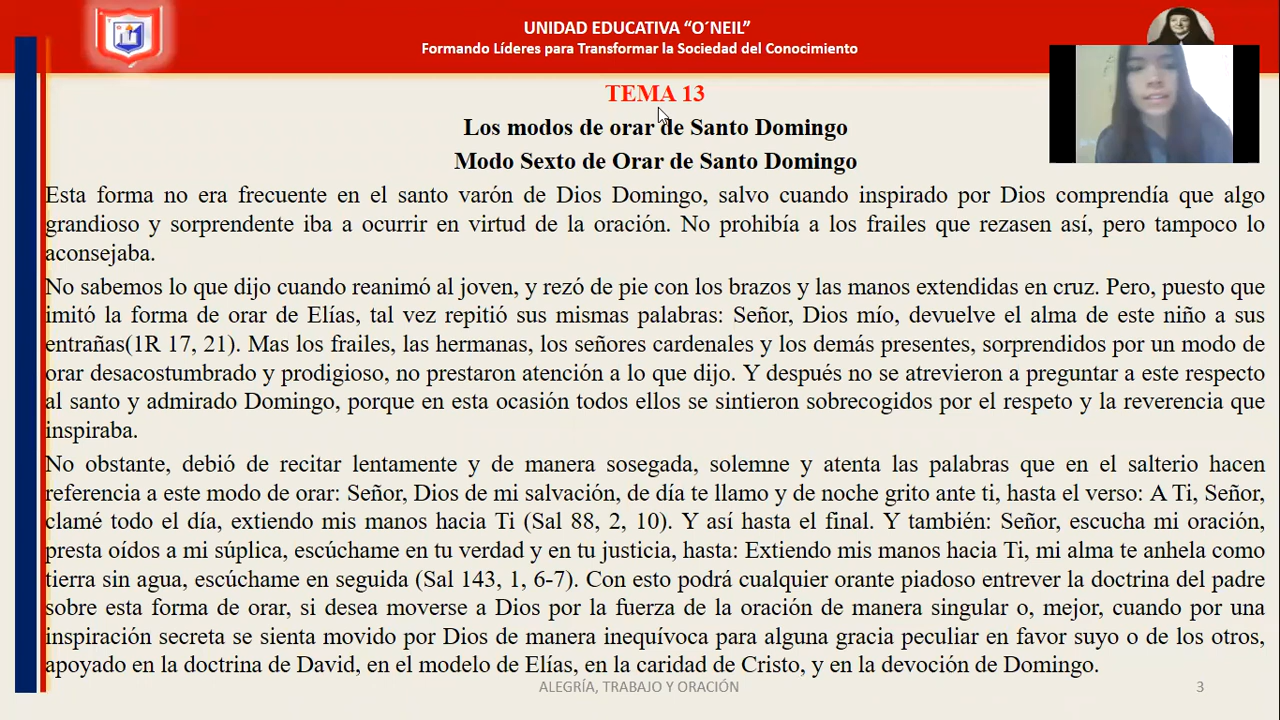 UNIDAD EDUCATIVA “O´NEIL”
Formando Líderes para Transformar la Sociedad del Conocimiento
TEMA 13
Los modos de orar de Santo Domingo
Modo Sexto de Orar de Santo Domingo
Esta forma no era frecuente en el santo varón de Dios Domingo, salvo cuando inspirado por Dios comprendía que algo
grandioso y sorprendente iba a ocurrir en virtud de la oración. No prohibía a los frailes que rezasen así, pero tampoco lo
aconsejaba.
No sabemos lo que dijo cuando reanimó al joven, y rezó de pie con los brazos y las manos extendidas en cruz. Pero, puesto que
imitó la forma de orar de Elías, tal vez repitió sus mismas palabras: Señor, Dios mío, devuelve el alma de este niño a sus
entrañas(1R 17, 21). Mas los frailes, las hermanas, los señores cardenales y los demás presentes, sorprendidos por un modo de
orar desacostumbrado y prodigioso, no prestaron atención a lo que dijo. Y después no se atrevieron a preguntar a este respecto
al santo y admirado Domingo, porque en esta ocasión todos ellos se sintieron sobrecogidos por el respeto y la reverencia que
inspiraba.
No obstante, debió de recitar lentamente y de manera sosegada, solemne y atenta las palabras que en el salterio hacen
referencia a este modo de orar: Señor, Dios de mi salvación, de día te llamo y de noche grito ante ti, hasta el verso: A Ti, Señor,
clamé todo el día, extiendo mis manos hacia Ti (Sal 88, 2, 10). Y así hasta el final. Y también: Señor, escucha mi oración,
presta oídos a mi súplica, escúchame en tu verdad y en tu justicia, hasta: Extiendo mis manos hacia Ti, mi alma te anhela como
tierra sin agua, escúchame en seguida (Sal 143, 1, 6-7). Con esto podrá cualquier orante piadoso entrever la doctrina del padre
sobre esta forma de orar, si desea moverse a Dios por la fuerza de la oración de manera singular o, mejor, cuando por una
inspiración secreta se sienta movido por Dios de manera inequívoca para alguna gracia peculiar en favor suyo o de los otros,
apoyado en la doctrina de David, en el modelo de Elías, en la caridad de Cristo, y en la devoción de Domingo.
ALEGRÍA, TRABAJO Y ORACIÓN
3